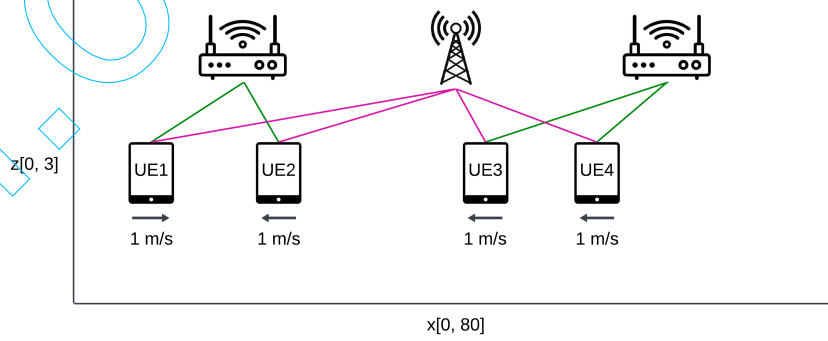 z[0, 3]
UE1
UE2
UE3
UE4
1 m/s
1 m/s
1 m/s
1 m/s
x[0, 80]